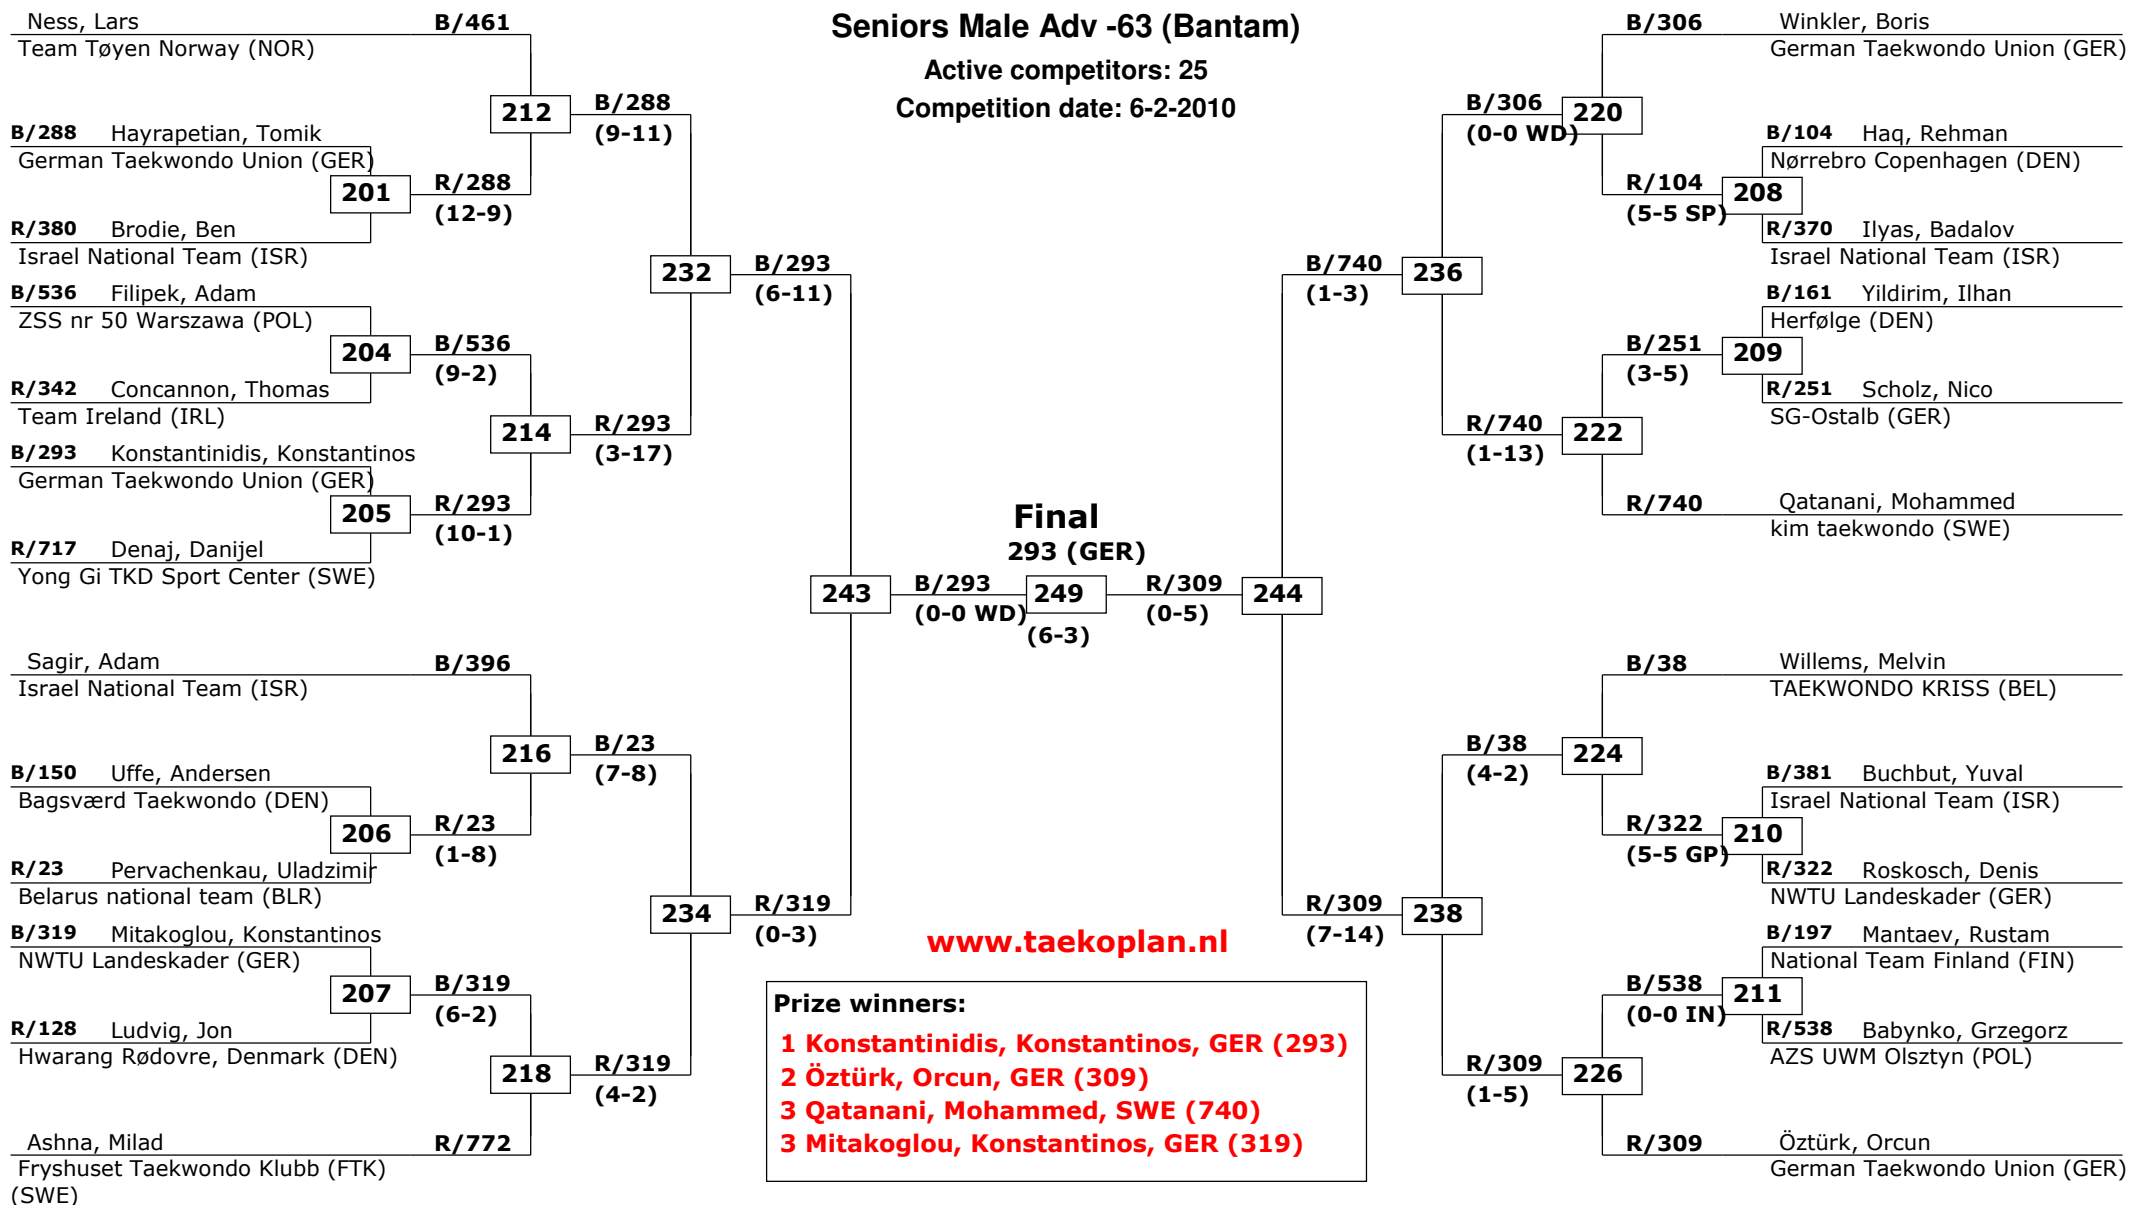 Seniors Male Adv -63 (Bantam)
Active competitors: 25
Competition date: 6-2-2010
Ness, Lars
B/461
Team Tøyen Norway (NOR)
212
B/288
(9-11)
B/288 Hayrapetian, Tomik
German Taekwondo Union (GER)
201
R/288
(12-9)
R/380 Brodie, Ben
Israel National Team (ISR)
232
B/293
(6-11)
B/536 Filipek, Adam
ZSS nr 50 Warszawa (POL)
204
B/536
(9-2)
R/342 Concannon, Thomas
Team Ireland (IRL)
214
R/293
(3-17)
B/293 Konstantinidis, Konstantinos
German Taekwondo Union (GER)
205
R/293
(10-1)
R/717 Denaj, Danijel
Yong Gi TKD Sport Center (SWE)
243
B/293
(0-0 WD)
Final
293 (GER)
249
(6-3)
R/309
(0-5)
244
Sagir, Adam
B/396
Israel National Team (ISR)
216
B/23
(7-8)
B/150 Uffe, Andersen
Bagsværd Taekwondo (DEN)
206
R/23
(1-8)
R/23 Pervachenkau, Uladzimir
Belarus national team (BLR)
234
R/319
(0-3)
B/319 Mitakoglou, Konstantinos
NWTU Landeskader (GER)
207
B/319
(6-2)
R/128 Ludvig, Jon
Hwarang Rødovre, Denmark (DEN)
218
R/319
(4-2)
Ashna, Milad
R/772
Fryshuset Taekwondo Klubb (FTK)
(SWE)
B/306
Winkler, Boris
German Taekwondo Union (GER)
B/306
(0-0 WD)
220
B/104 Haq, Rehman
Nørrebro Copenhagen (DEN)
R/104
(5-5 SP)
208
R/370 Ilyas, Badalov
Israel National Team (ISR)
B/740
(1-3)
236
B/161 Yildirim, Ilhan
Herfølge (DEN)
B/251
(3-5)
209
R/251 Scholz, Nico
SG-Ostalb (GER)
R/740
(1-13)
222
R/740
Qatanani, Mohammed
kim taekwondo (SWE)
B/38
Willems, Melvin
TAEKWONDO KRISS (BEL)
B/38
(4-2)
224
B/381 Buchbut, Yuval
Israel National Team (ISR)
R/322
(5-5 GP)
210
R/322 Roskosch, Denis
NWTU Landeskader (GER)
R/309
(7-14)
238
B/197 Mantaev, Rustam
National Team Finland (FIN)
B/538
(0-0 IN)
211
R/538 Babynko, Grzegorz
AZS UWM Olsztyn (POL)
R/309
(1-5)
226
R/309
Öztürk, Orcun
German Taekwondo Union (GER)
www.taekoplan.nl
Prize winners:
1 Konstantinidis, Konstantinos, GER (293)
2 Öztürk, Orcun, GER (309)
3 Qatanani, Mohammed, SWE (740)
3 Mitakoglou, Konstantinos, GER (319)